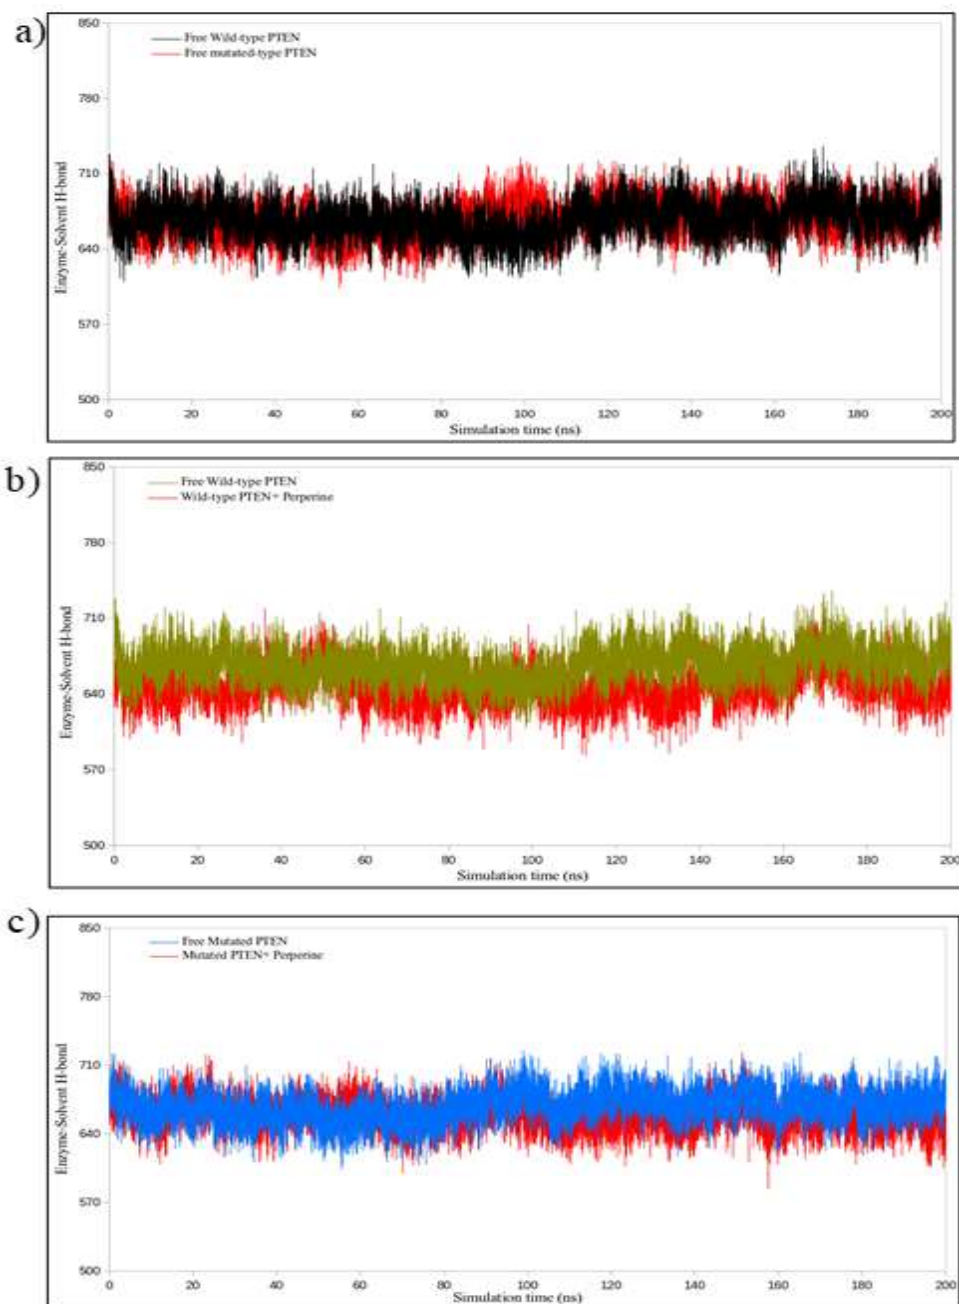 a)
850
Free Wild-type PTEN
Free mutated-type PTEN
780
710
640
570
500
Enzyme-Solvent H-bond
0 20 40 60 80 100 120 140 160 180 200
Simulation time (ns)
b)
850
Free Wild-type PTEN
Wild-type PTEN+ Perperine
780
710
640
570
500
Enzyme-Solvent H-bond
0 20 40 60 80 100 120 140 160 180 200
Simulation time (ns)
c)
850
Free Mutated PTEN
Mutated PTEN+ Perperine
780
710
640
570
500
Enzyme-Solvent H-bond
0 20 40 60 80 100 120 140 160 180 200
Simulation time (ns)